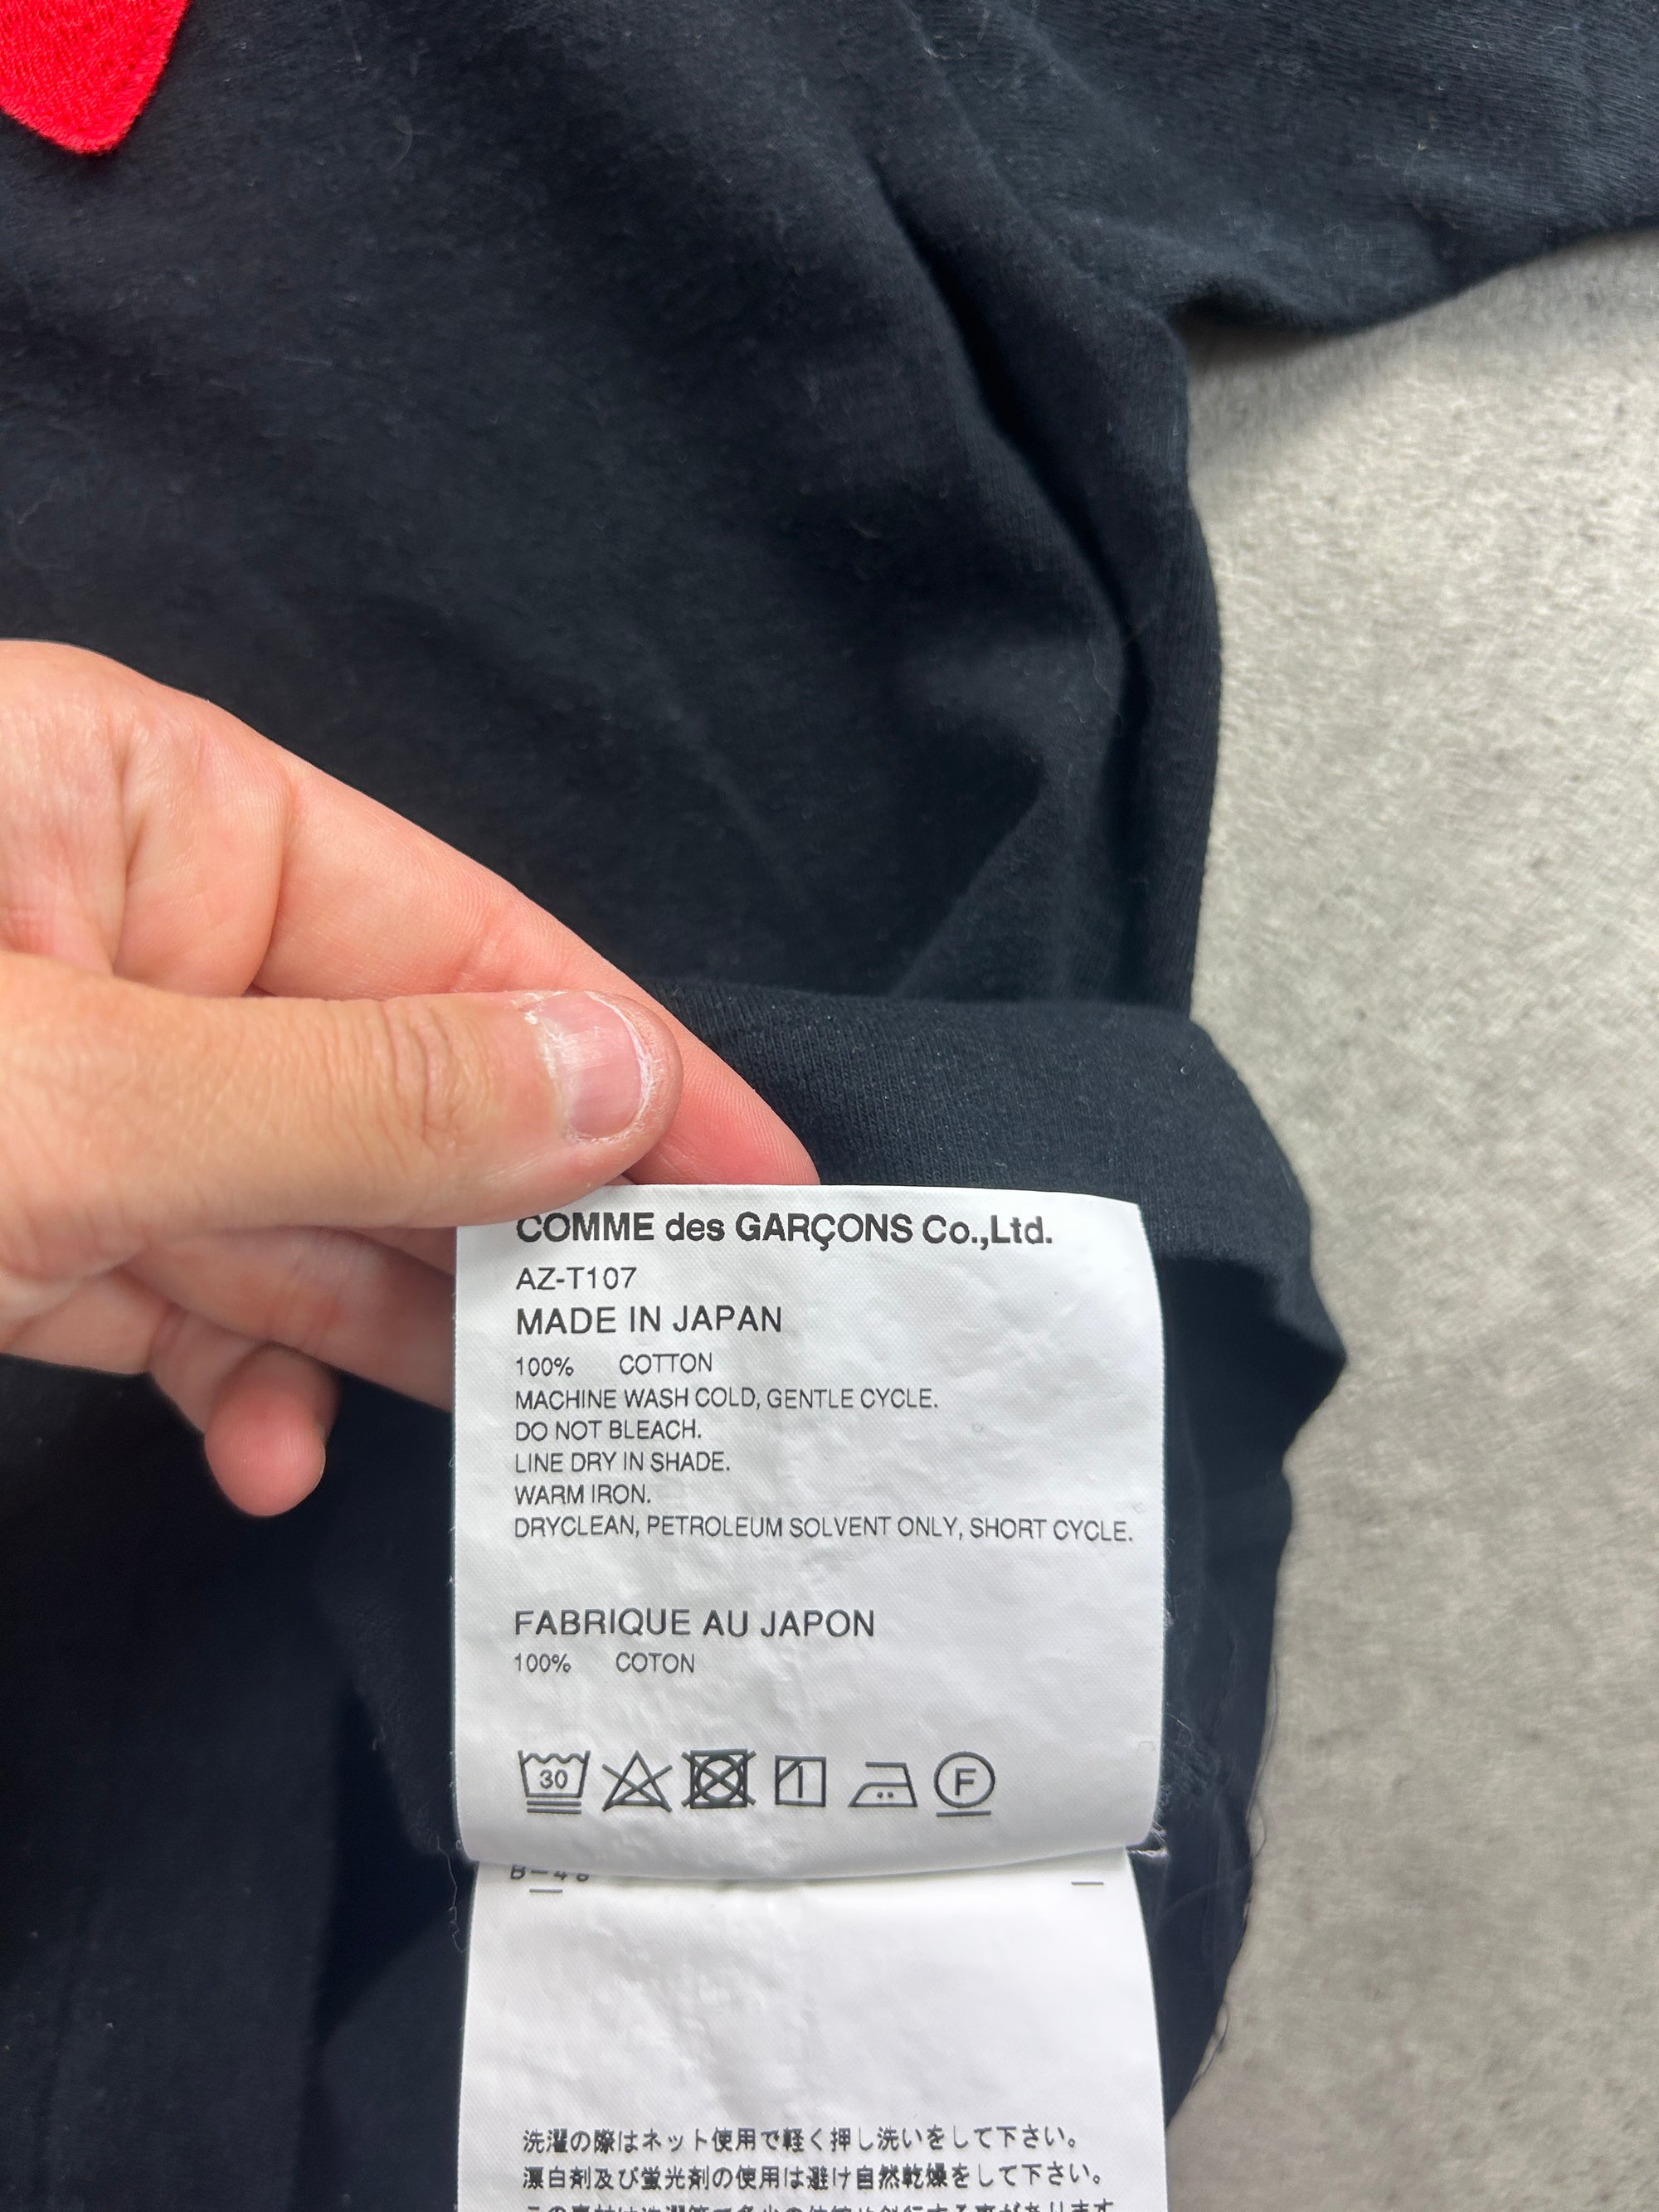 COMME des GARÇONS Co.,Ltd.
AZ-T107
MADE IN JAPAN
100% COTTON
MACHINE WASH COLD, GENTLE CYCLE.
DO NOT BLEACH.
LINE DRY IN SHADE.
WARM IRON.
DRYCLEAN, PETROLEUM SOLVENT ONLY, SHORT CYCLE.
FABRIQUE AU JAPON
100% COTON
30 F
洗濯の際はネット使用で軽く押し洗いをして下さい。
漂白剤及び蛍光剤の使用は避け自然乾燥をして下さい。